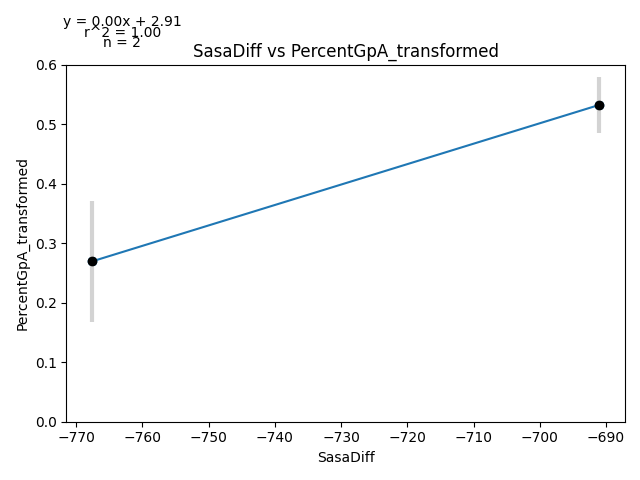 y = 0.00x + 2.91
r^2 = 1.00
n = 2
SasaDiff vs PercentGpA_transformed
0.6
0.5
0.4
0.3
0.2
0.1
0.0
PercentGpA_transformed
−770 −760 −750 −740 −730 −720 −710 −700 −690
SasaDiff